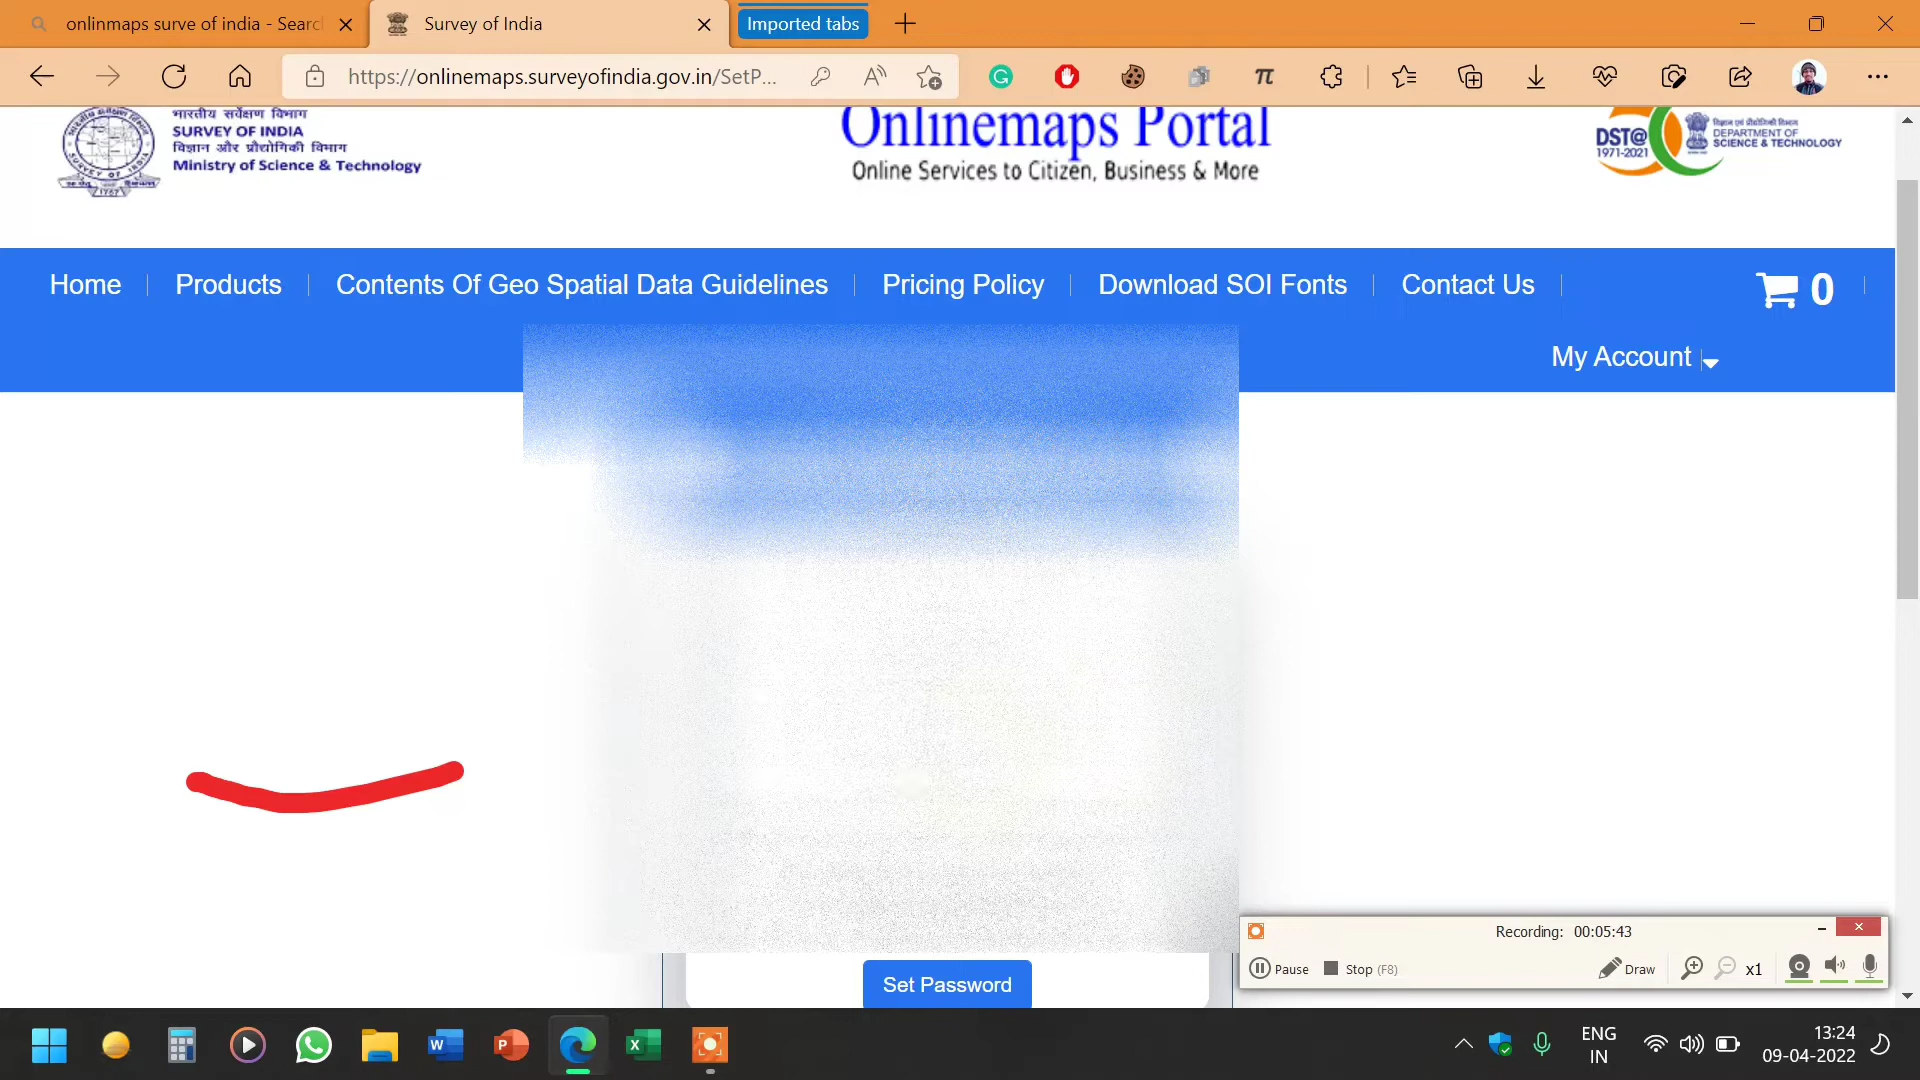 onlinmaps surve of india - Searc
Survey of India
Imported tabs
https://onlinemaps.surveyofindia.gov.in/SetP...
भारतीय सर्वेक्षण विभाग
SURVEY OF INDIA
विज्ञान और प्रौद्योगिकी विभाग
Ministry of Science & Technology
Onlinemaps Portal
Online Services to Citizen, Business & More
DST@
1971-2021
विज्ञान एवं प्रौद्योगिकी विभाग
DEPARTMENT OF
SCIENCE & TECHNOLOGY
Home
Products
Contents Of Geo Spatial Data Guidelines
Pricing Policy
Download SOI Fonts
Contact Us
0
My Account
Set Password
Recording: 00:05:43
Pause
Stop (F8)
Draw
x1
ENG
IN
13:24
09-04-2022